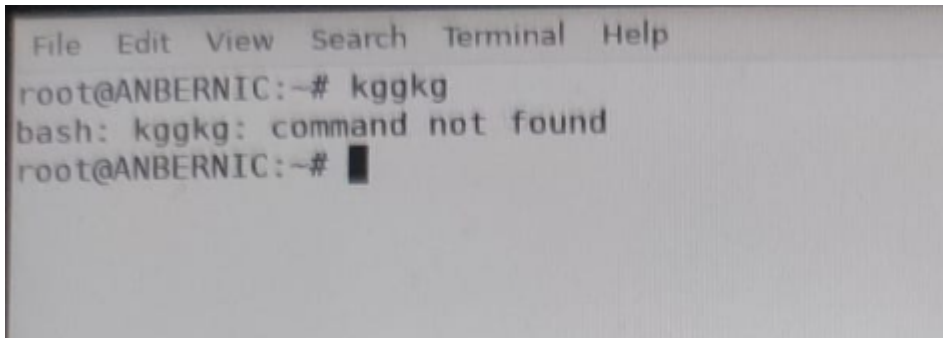 File Edit View Search Terminal Help
root@ANBERNIC:~# kggkg
bash: kggkg: command not found
root@ANBERNIC:~#